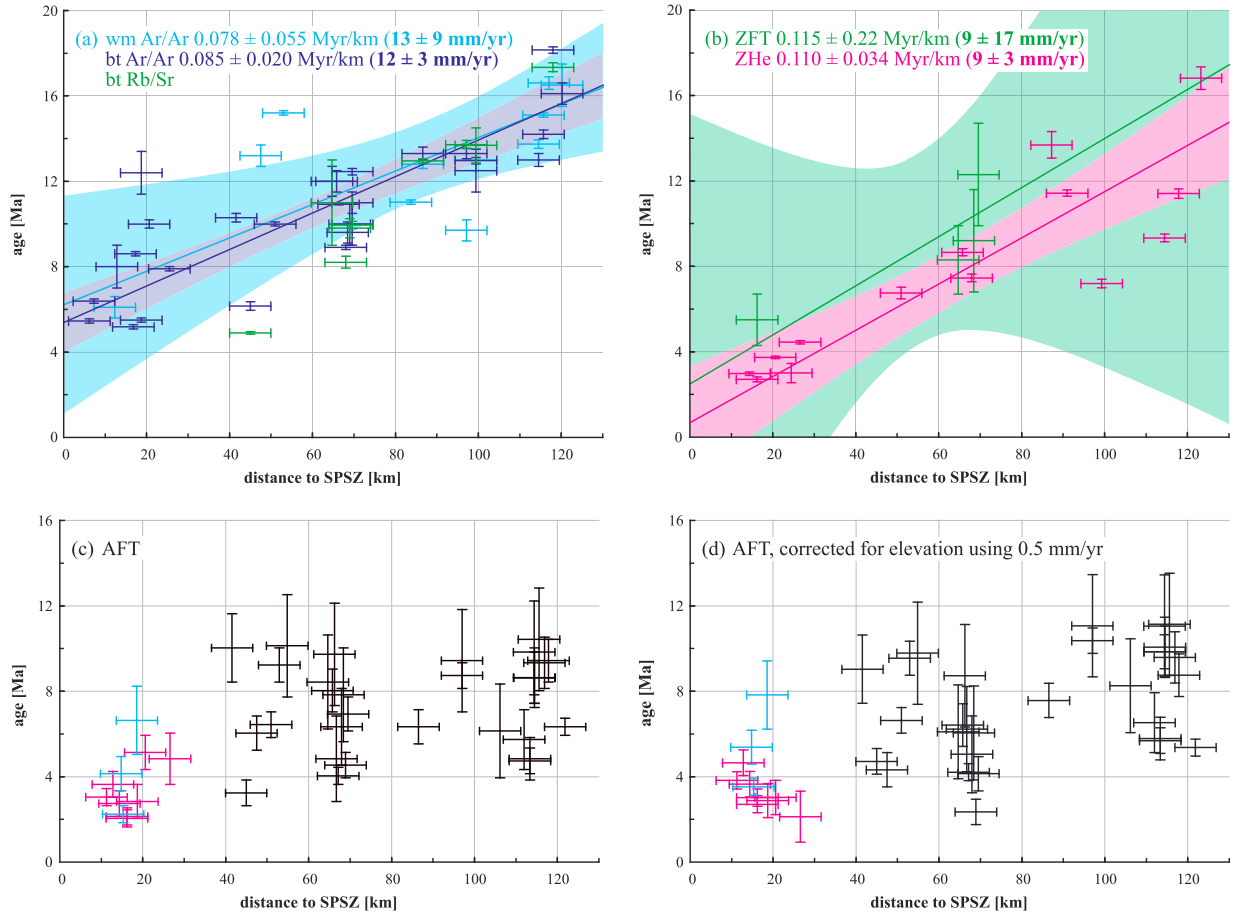 (a) wm Ar/Ar 0.078 ± 0.055 Myr/km (13 ± 9 mm/yr)
bt Ar/Ar 0.085 ± 0.020 Myr/km (12 ± 3 mm/yr)
bt Rb/Sr
20
16
12
8
4
0
age [Ma]
0 20 40 60 80 100 120
distance to SPSZ [km]
(b) ZFT 0.115 ± 0.22 Myr/km (9 ± 17 mm/yr)
ZHe 0.110 ± 0.034 Myr/km (9 ± 3 mm/yr)
20
16
12
8
4
0
age [Ma]
0 20 40 60 80 100 120
distance to SPSZ [km]
(c) AFT
16
12
8
4
0
age [Ma]
0 20 40 60 80 100 120
distance to SPSZ [km]
(d) AFT, corrected for elevation using 0.5 mm/yr
16
12
8
4
0
age [Ma]
0 20 40 60 80 100 120
distance to SPSZ [km]